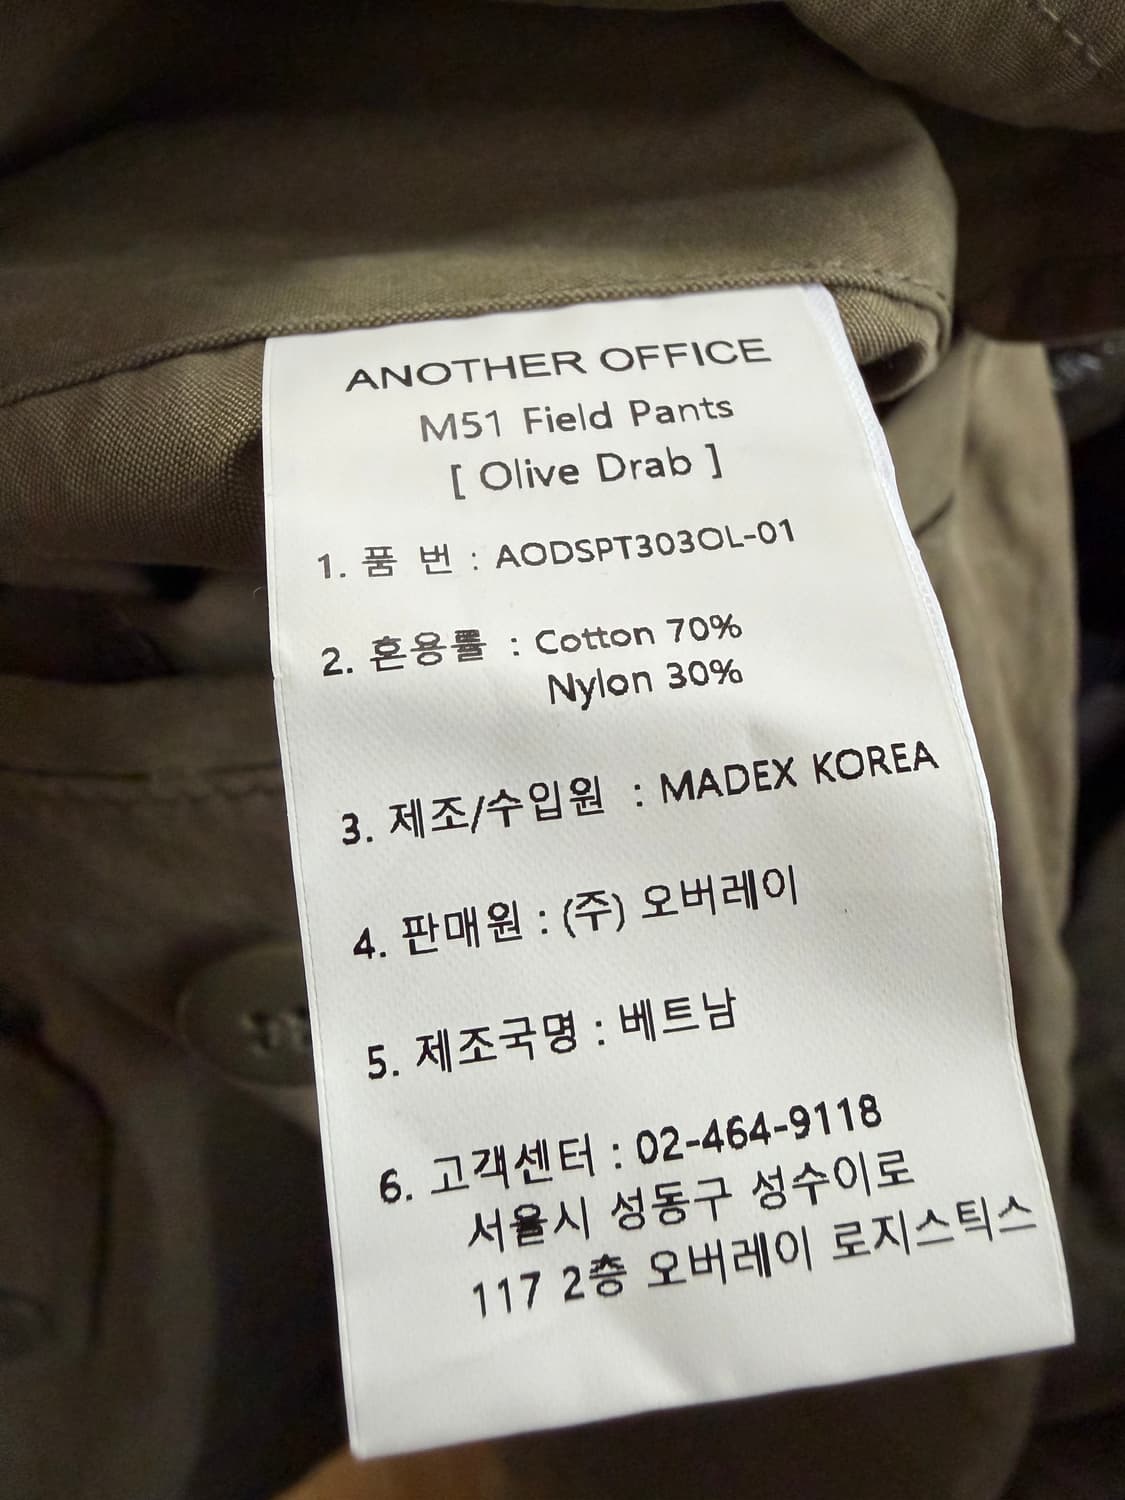 ANOTHER OFFICE
M51 Field Pants
[ Olive Drab ]
1. 품 번 : AODSPT303OL-01
2. 혼용률 : Cotton 70%
Nylon 30%
3. 제조/수입원 : MADEX KOREA
4. 판매원 : (주) 오버레이
5. 제조국명 : 베트남
6. 고객센터 : 02-464-9118
서울시 성동구 성수이로
117 2층 오버레이 로지스틱스